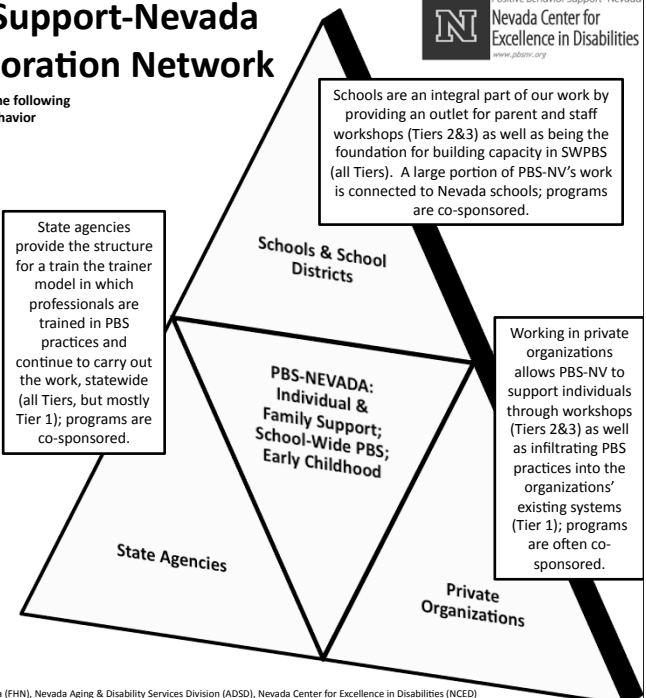 Support-Nevada
oration Network
ne following
havior
Positive Behavior Support - Nevada
N
Nevada Center for
Excellence in Disabilities
www.pbsnv.org
Schools are an integral part of our work by
providing an outlet for parent and staff
workshops (Tiers 2&3) as well as being the
foundation for building capacity in SWPBS
(all Tiers).  A large portion of PBS-NV's work
is connected to Nevada schools; programs
are co-sponsored.
State agencies
provide the structure
for a train the trainer
model in which
professionals are
trained in PBS
practices and
continue to carry out
the work, statewide
(all Tiers, but mostly
Tier 1); programs are
co-sponsored.
Schools & School
Districts
Working in private
organizations
allows PBS-NV to
support individuals
through workshops
(Tiers 2&3) as well
as infiltrating PBS
practices into the
organizations'
existing systems
(Tier 1); programs
are often co-
sponsored.
PBS-NEVADA:
Individual &
Family Support;
School-Wide PBS;
Early Childhood
State Agencies
Private
Organizations
a (FHN), Nevada Aging & Disability Services Division (ADSD), Nevada Center for Excellence in Disabilities (NCED)